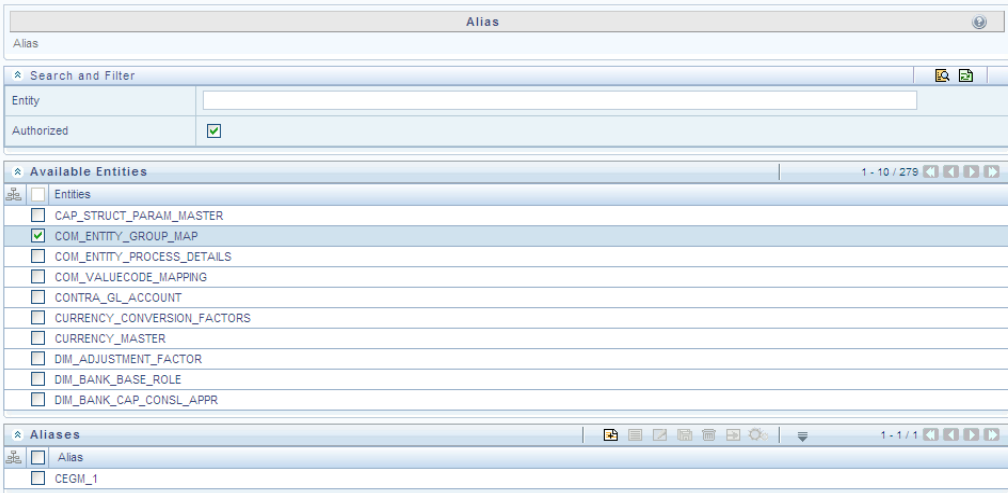 Alias
Alias
Search and Filter
Entity
Authorized
Available Entities 1 - 10 / 279
Entities
CAP_STRUCT_PARAM_MASTER
COM_ENTITY_GROUP_MAP
COM_ENTITY_PROCESS_DETAILS
COM_VALUECODE_MAPPING
CONTRA_GL_ACCOUNT
CURRENCY_CONVERSION_FACTORS
CURRENCY_MASTER
DIM_ADJUSTMENT_FACTOR
DIM_BANK_BASE_ROLE
DIM_BANK_CAP_CONSL_APPR
Aliases 1 - 1 / 1
Alias
CEGM_1